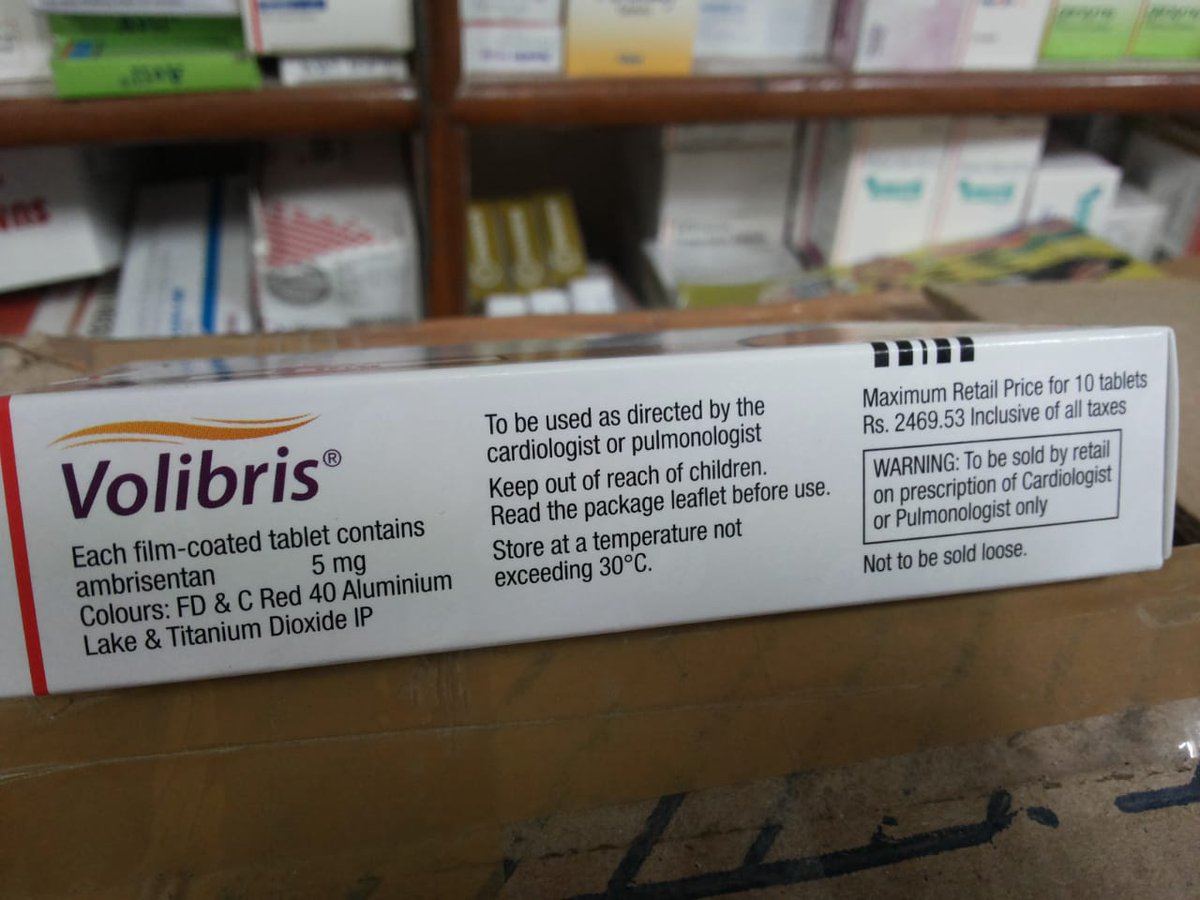 Volibris®
Each film-coated tablet contains
ambrisentan 5 mg
Colours: FD & C Red 40 Aluminium
Lake & Titanium Dioxide IP
To be used as directed by the
cardiologist or pulmonologist
Keep out of reach of children.
Read the package leaflet before use.
Store at a temperature not
exceeding 30°C.
Maximum Retail Price for 10 tablets
Rs. 2469.53 Inclusive of all taxes
WARNING: To be sold by retail
on prescription of Cardiologist
or Pulmonologist only
Not to be sold loose.